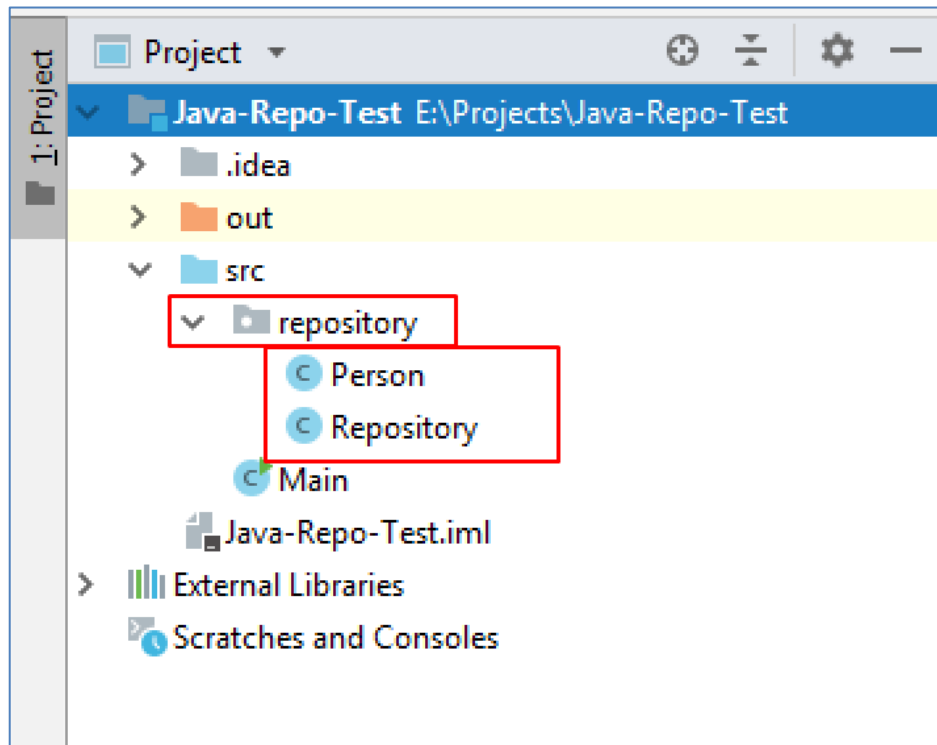 1: Project
Project
Java-Repo-Test E:\Projects\Java-Repo-Test
.idea
out
src
repository
C Person
C Repository
C Main
Java-Repo-Test.iml
External Libraries
Scratches and Consoles